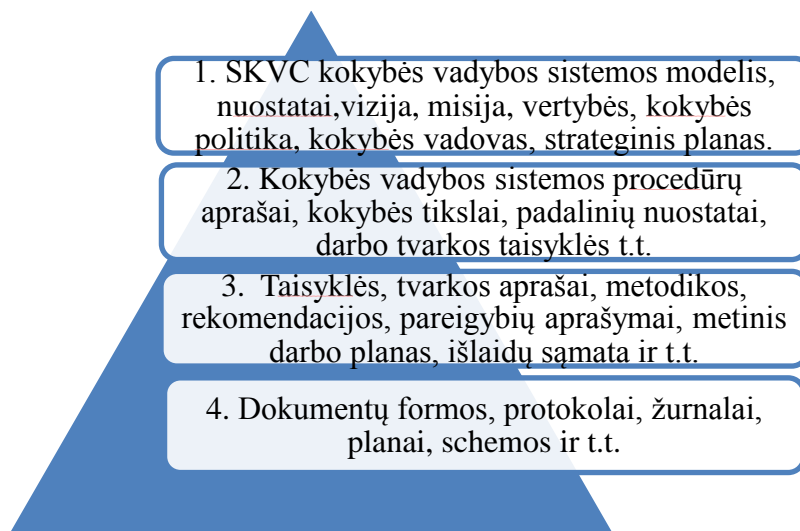 1. SKVC kokybės vadybos sistemos modelis,
nuostatai,vizija, misija, vertybės, kokybės
politika, kokybės vadovas, strateginis planas.
2. Kokybės vadybos sistemos procedūrų
aprašai, kokybės tikslai, padalinių nuostatai,
darbo tvarkos taisyklės t.t.
3. Taisyklės, tvarkos aprašai, metodikos,
rekomendacijos, pareigybių aprašymai, metinis
darbo planas, išlaidų sąmata ir t.t.
4. Dokumentų formos, protokolai, žurnalai,
planai, schemos ir t.t.